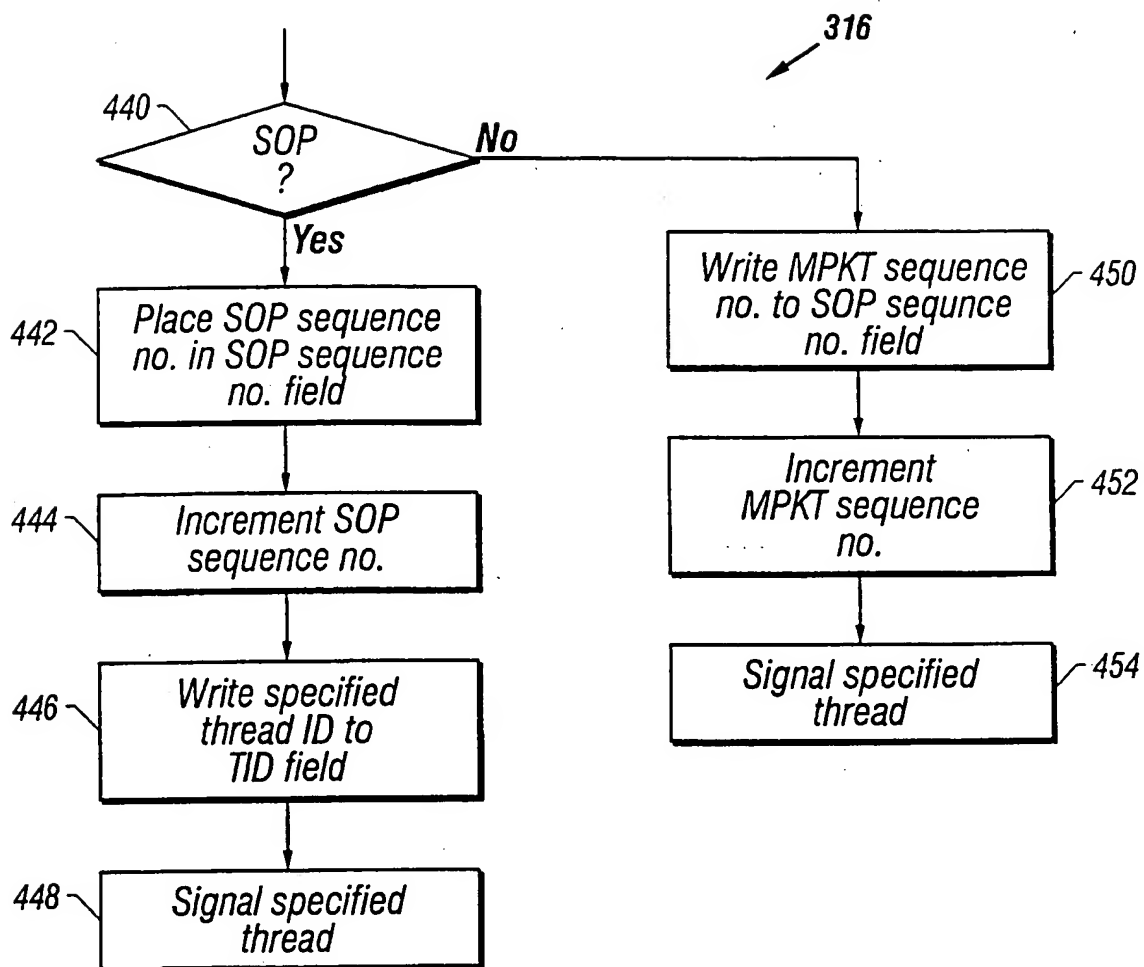 316
440
SOP
?
No
Yes
442
Place SOP sequence
no. in SOP sequence
no. field
444
Increment SOP
sequence no.
446
Write specified
thread ID to
TID field
448
Signal specified
thread
Write MPKT sequence
no. to SOP sequnce
no. field
450
Increment
MPKT sequence
no.
452
Signal specified
thread
454